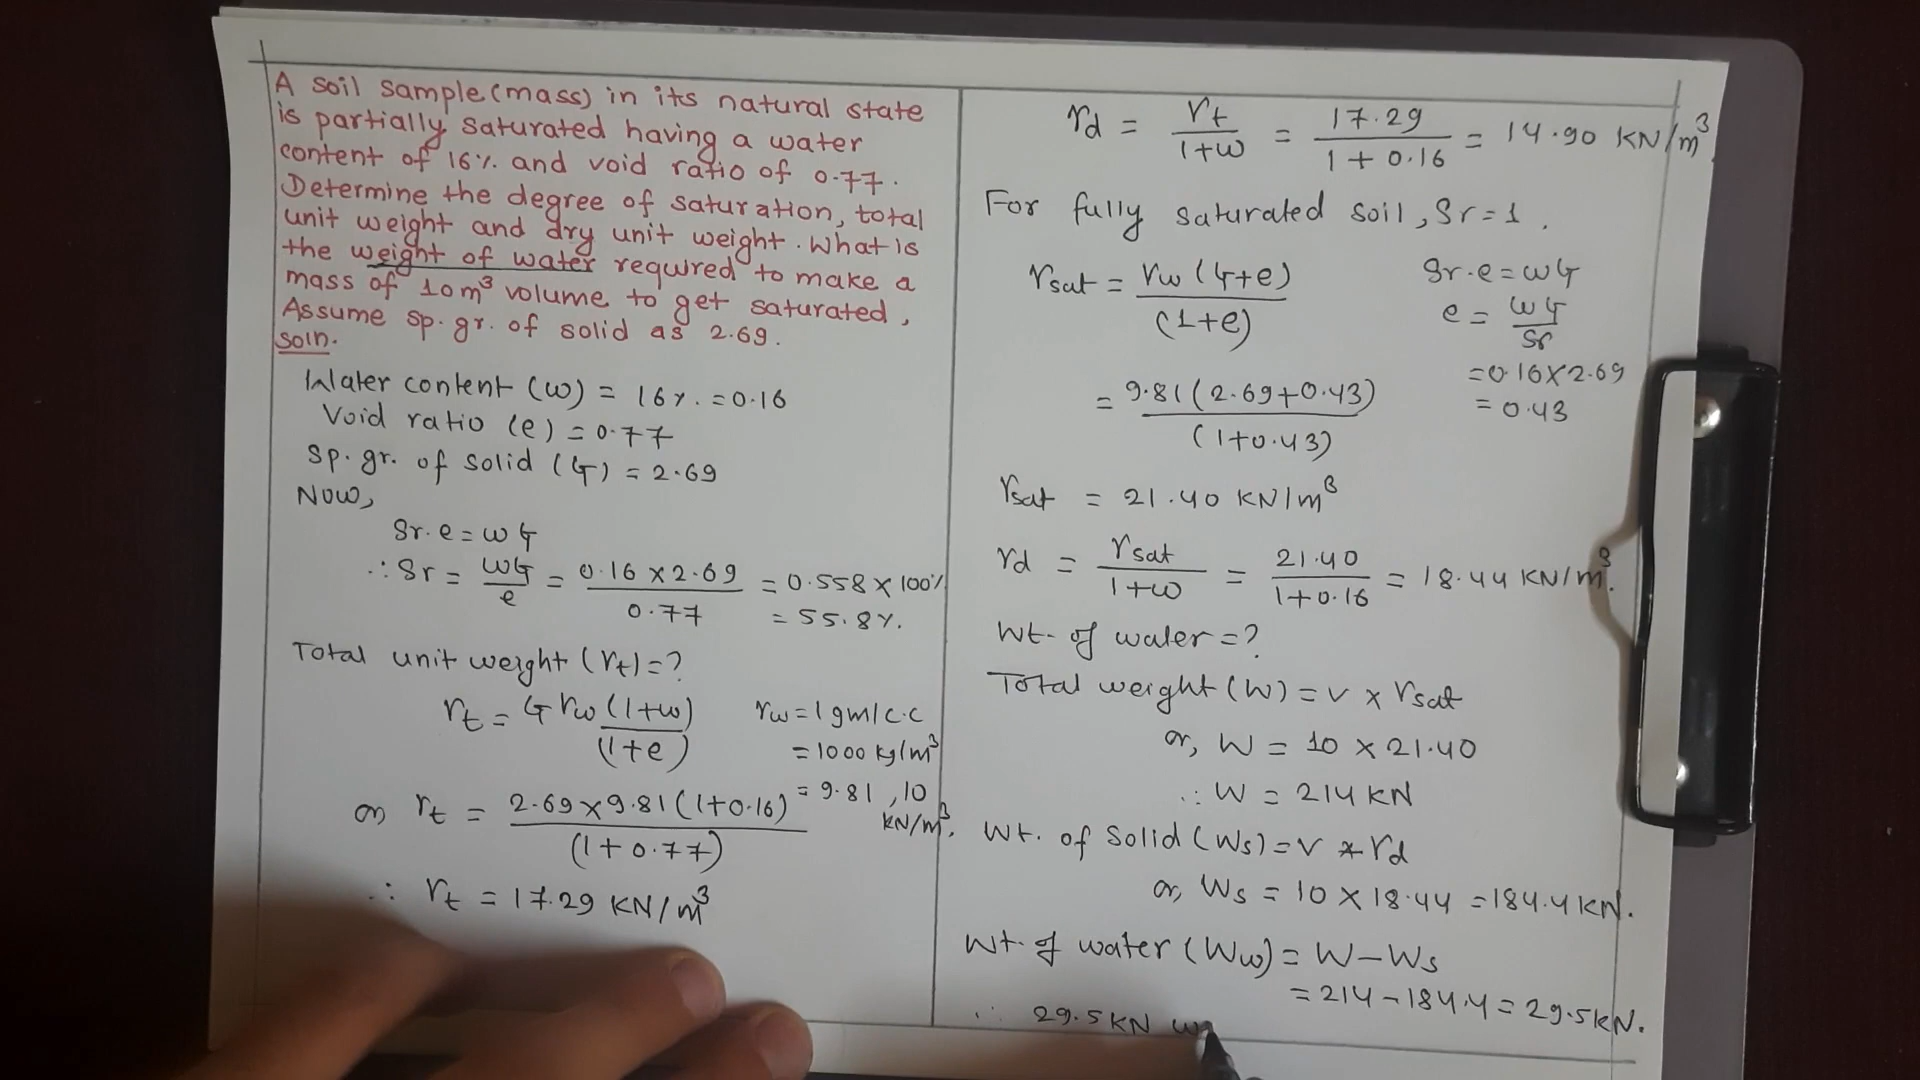 A soil sample (mass) in its natural state
is partially saturated having a water
content of 16% and void ratio of 0.77.
Determine the degree of saturation, total
unit weight and dry unit weight. What is
the weight of water required to make a
mass of 10m³ volume to get saturated,
Assume sp. gr. of solid as 2.69.
Soln.
Water content (w) = 16%. = 0.16
Void ratio (e) = 0.77
Sp. gr. of solid (G) = 2.69
Now,
Sr.e = wG
∴ Sr = wG/e = 0.16 × 2.69 / 0.77 = 0.558 × 100%
= 55.8%.
Total unit weight (γt) = ?
γt = Gγw (1+w) / (1+e)
γw = 1 gm/c.c
= 1000 kg/m³
= 9.81, 10
KN/m³.
or γt = 2.69×9.81 (1+0.16) / (1+0.77)
∴ γt = 17.29 KN/m³
γd = γt / 1+w = 17.29 / 1+0.16 = 14.90 KN/m³.
For fully saturated soil, Sr=1.
γsat = γw (G+e) / (1+e)
Sr.e = wG
e = wG/Sr
= 0.16×2.69
= 0.43
= 9.81 (2.69+0.43) / (1+0.43)
γsat = 21.40 KN/m³
γd = γsat / 1+w = 21.40 / 1+0.16 = 18.44 KN/m³.
Wt. of water = ?
Total weight (W) = V × γsat
or, W = 10 × 21.40
∴ W = 214 KN
Wt. of Solid (Ws) = V × γd
or, Ws = 10 × 18.44 = 184.4 KN.
Wt. of water (Ww) = W – Ws
= 214 – 184.4 = 29.5 KN.
∴ 29.5 KN